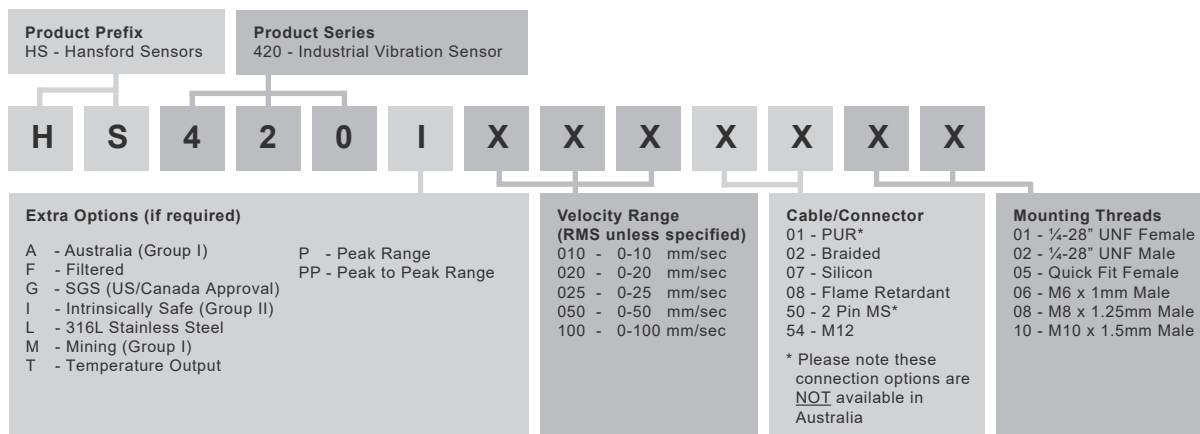 Product Prefix
HS - Hansford Sensors
Product Series
420 - Industrial Vibration Sensor
H S 4 2 0 I X X X X X X X
Extra Options (if required)
A - Australia (Group I)
F - Filtered
G - SGS (US/Canada Approval)
I - Intrinsically Safe (Group II)
L - 316L Stainless Steel
M - Mining (Group I)
T - Temperature Output
P - Peak Range
PP - Peak to Peak Range
Velocity Range
(RMS unless specified)
010 - 0-10 mm/sec
020 - 0-20 mm/sec
025 - 0-25 mm/sec
050 - 0-50 mm/sec
100 - 0-100 mm/sec
Cable/Connector
01 - PUR*
02 - Braided
07 - Silicon
08 - Flame Retardant
50 - 2 Pin MS*
54 - M12
* Please note these
connection options are
NOT available in
Australia
Mounting Threads
01 - ¼-28" UNF Female
02 - ¼-28" UNF Male
05 - Quick Fit Female
06 - M6 x 1mm Male
08 - M8 x 1.25mm Male
10 - M10 x 1.5mm Male